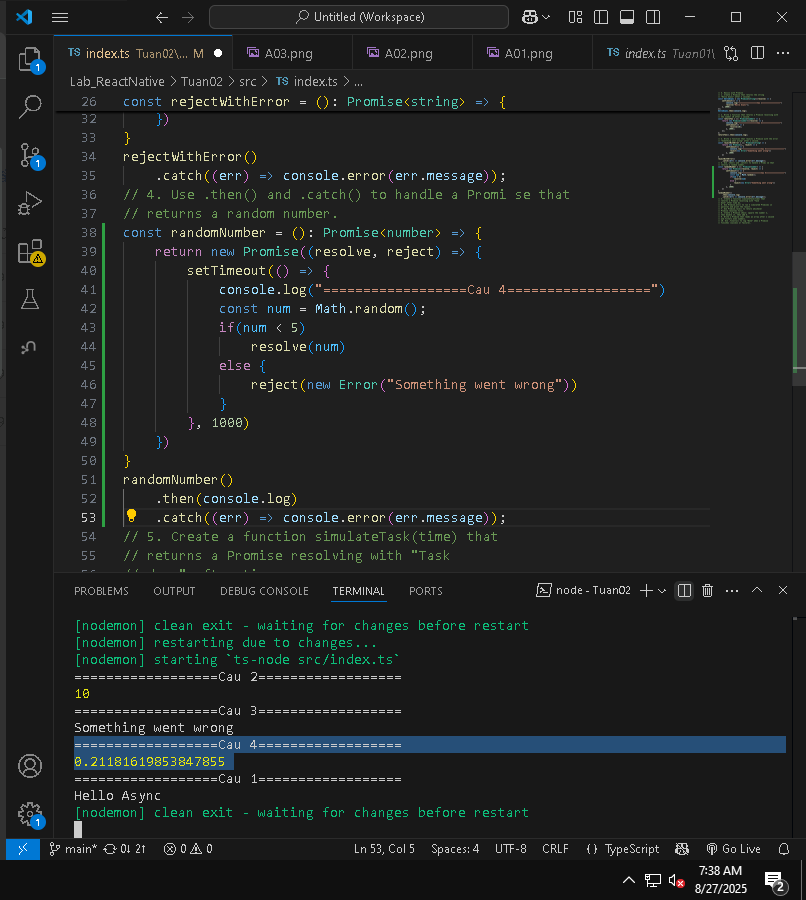 Untitled (Workspace)
TS index.ts Tuan02\... M
A03.png
A02.png
A01.png
TS index.ts Tuan01\
Lab_ReactNative > Tuan02 > src > TS index.ts > ...
26 const rejectWithError = (): Promise<string> => {
32 })
33 }
34 rejectWithError()
35 .catch((err) => console.error(err.message));
36 // 4. Use .then() and .catch() to handle a Promi se that
37 // returns a random number.
38 const randomNumber = (): Promise<number> => {
39 return new Promise((resolve, reject) => {
40 setTimeout(() => {
41 console.log("==================Cau 4==================")
42 const num = Math.random();
43 if(num < 5)
44 resolve(num)
45 else {
46 reject(new Error("Something went wrong"))
47 }
48 }, 1000)
49 })
50 }
51 randomNumber()
52 .then(console.log)
53 .catch((err) => console.error(err.message));
54 // 5. Create a function simulateTask(time) that
55 // returns a Promise resolving with "Task
PROBLEMS OUTPUT DEBUG CONSOLE TERMINAL PORTS
node - Tuan02
[nodemon] clean exit - waiting for changes before restart
[nodemon] restarting due to changes...
[nodemon] starting `ts-node src/index.ts`
==================Cau 2==================
10
==================Cau 3==================
Something went wrong
==================Cau 4==================
0.21181619853847855
==================Cau 1==================
Hello Async
[nodemon] clean exit - waiting for changes before restart
main* 0↓ 2↑ 0 0 Ln 53, Col 5 Spaces: 4 UTF-8 CRLF {} TypeScript Go Live
7:38 AM
8/27/2025
2
1
1
1